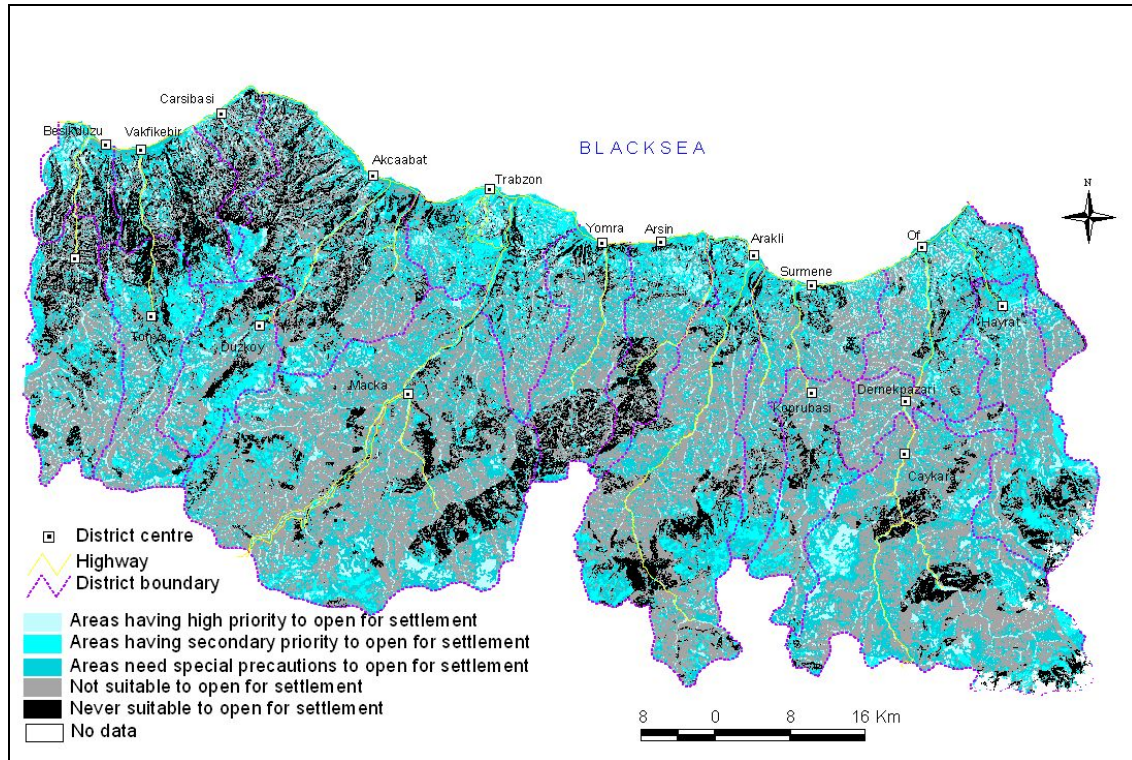 Carsibasi
Besikduzu
Vakfikebir
BLACKSEA
Akcaabat
Trabzon
N
Yomra
Arsin
Of
Arakli
Surmene
Hayrat
Tonya
Duzkoy
Macka
Koprubasi
Dernekpazari
Caykara
District centre
Highway
District boundary
Areas having high priority to open for settlement
Areas having secondary priority to open for settlement
Areas need special precautions to open for settlement
Not suitable to open for settlement
Never suitable to open for settlement
No data
8 0 8 16 Km